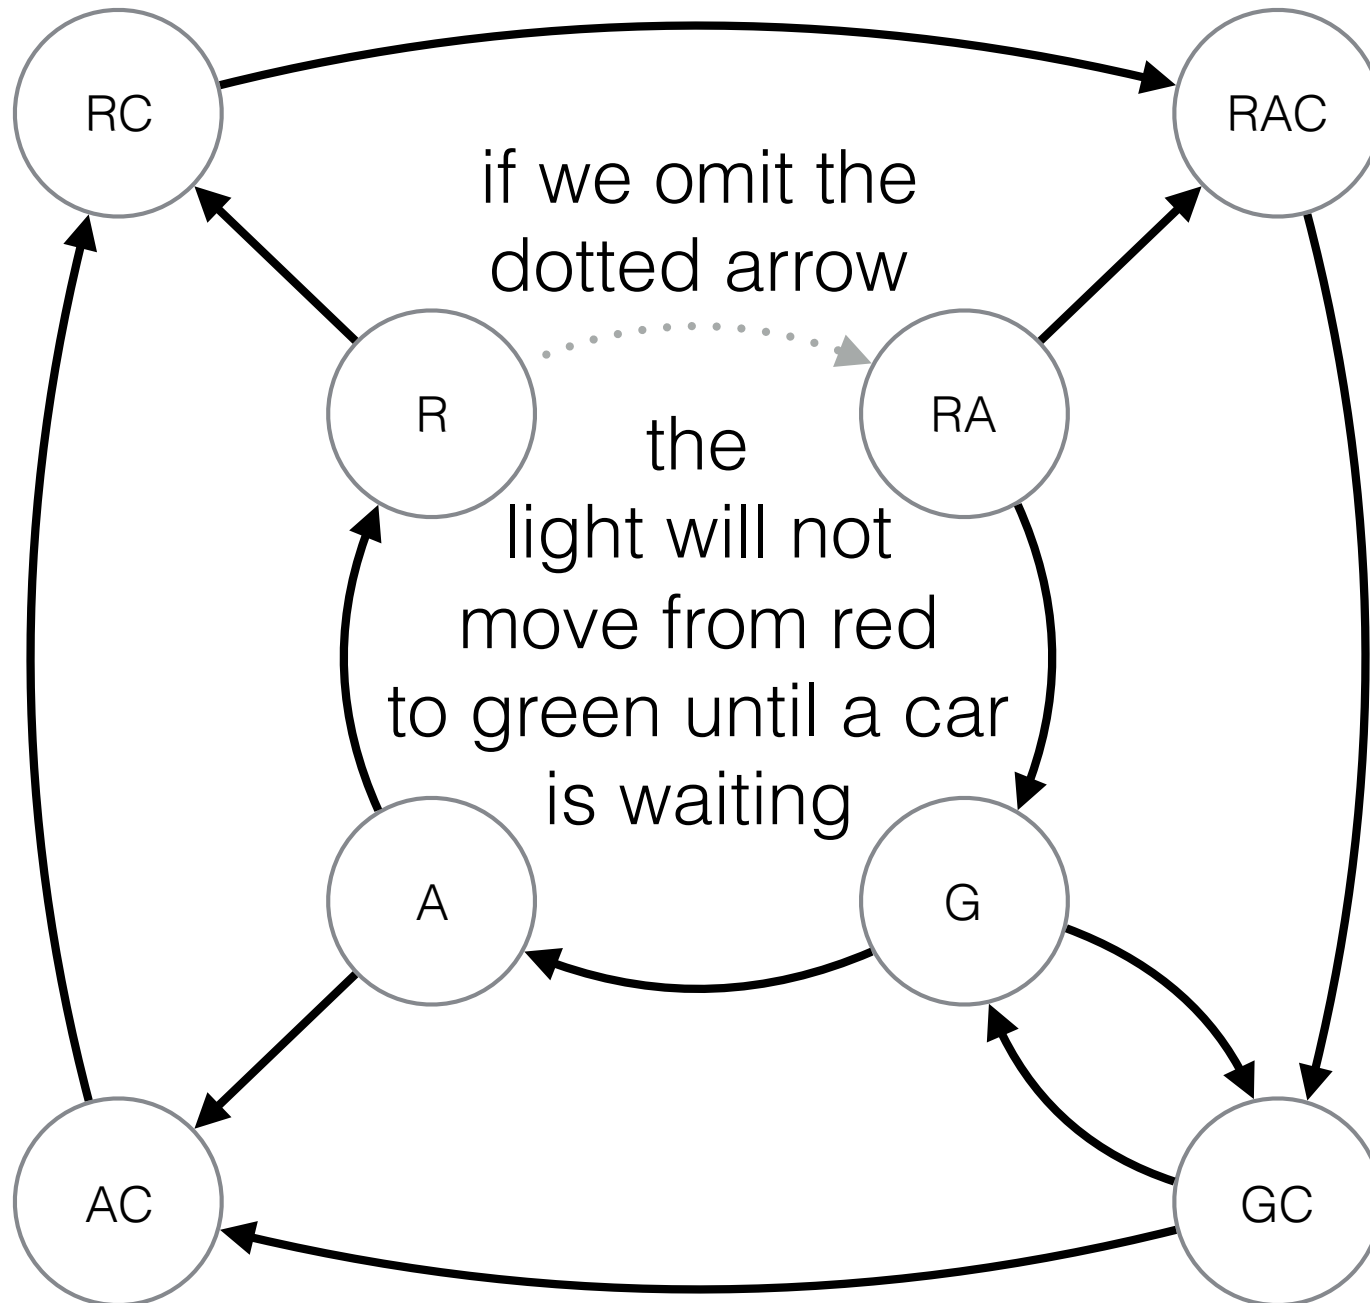 RC
RAC
if we omit the
dotted arrow
R
RA
the
light will not
move from red
to green until a car
is waiting
A
G
AC
GC